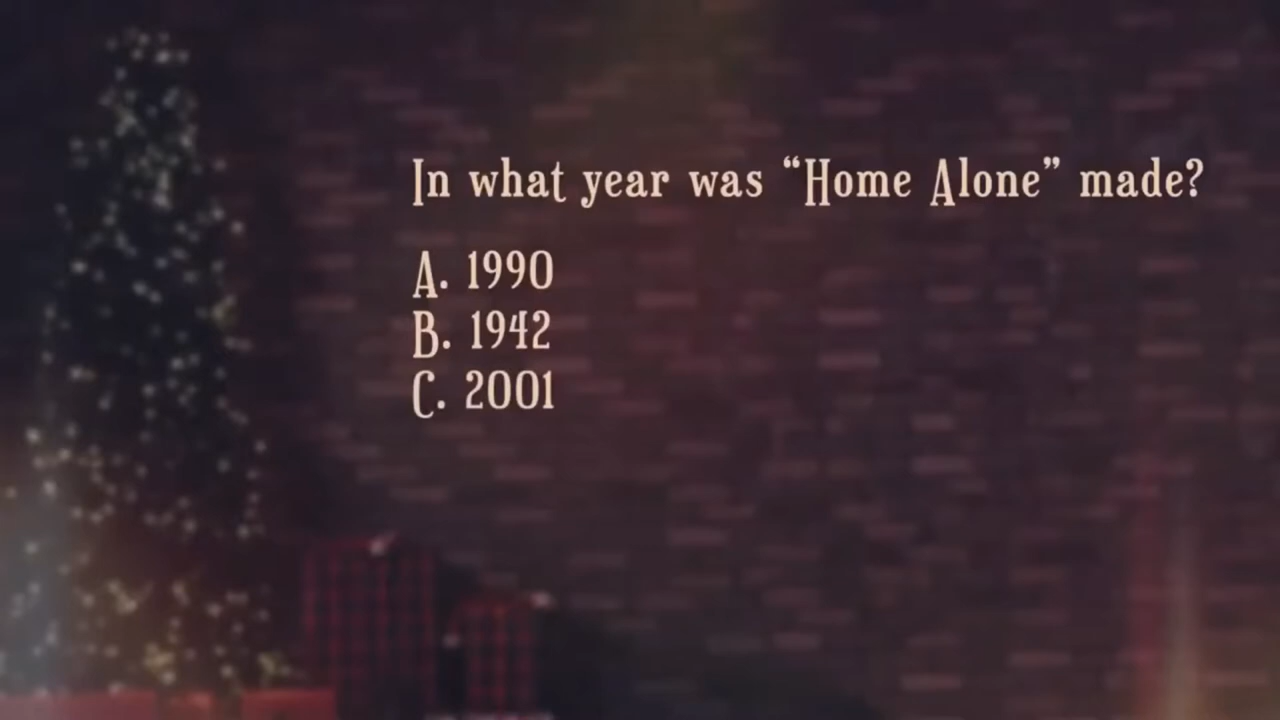 In what year was “Home Alone” made?
A. 1990
B. 1942
C. 2001